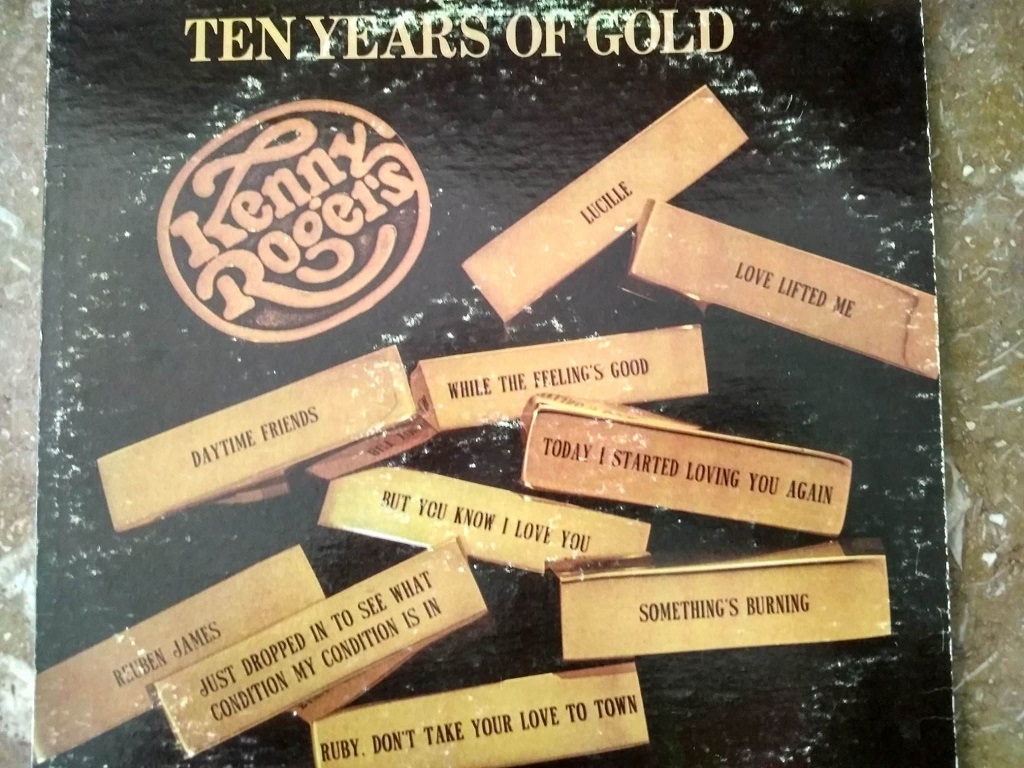 TEN YEARS OF GOLD
Kenny
Rogers
LUCILLE
LOVE LIFTED ME
WHILE THE FFELING'S GOOD
DAYTIME FRIENDS
TODAY I STARTED LOVING YOU AGAIN
BUT YOU KNOW I LOVE YOU
SOMETHING'S BURNING
REUBEN JAMES
JUST DROPPED IN TO SEE WHAT
CONDITION MY CONDITION IS IN
RUBY, DON'T TAKE YOUR LOVE TO TOWN